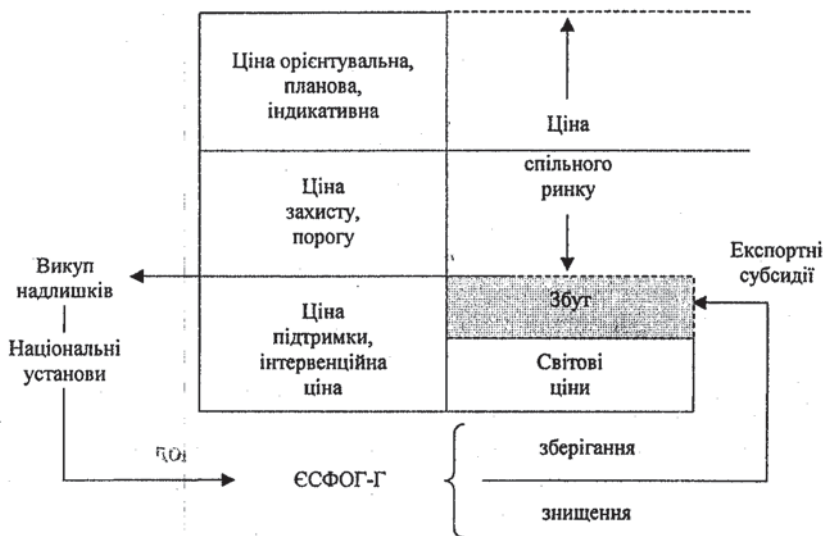 Ціна орієнтувальна,
планова,
індикативна
Ціна
спільного
ринку
Ціна
захисту,
порогу
Викуп
надлишків
Національні
установи
Ціна
підтримки,
інтервенційна
ціна
Збут
Світові
ціни
Експортні
субсидії
ЄСФОГ-Г
зберігання
знищення